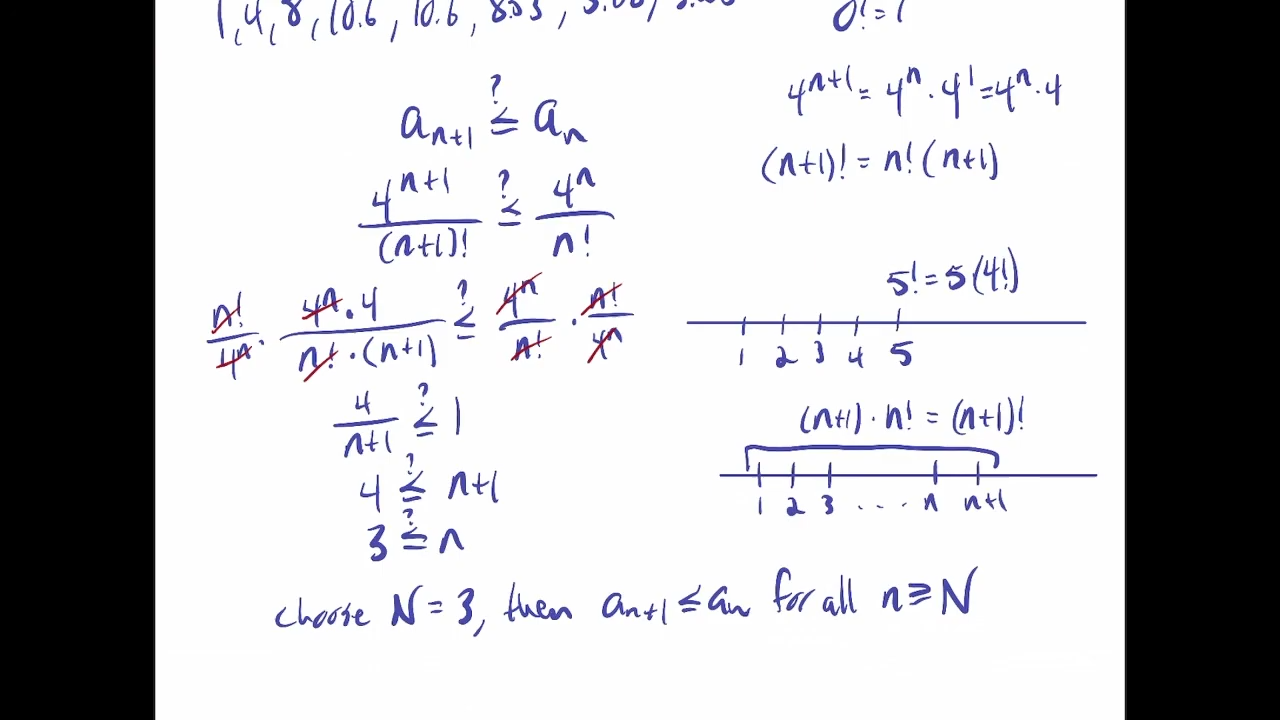 1, 4, 8, 10.6, 10.6, 8.53,
0! = 1
a_{n+1} ≤? a_n
4^{n+1} = 4^n · 4^1 = 4^n · 4
(n+1)! = n! (n+1)
4^{n+1}/(n+1)! ≤? 4^n/n!
n!/4^n · 4^n · 4/(n! · (n+1)) ≤? 4^n/n! · n!/4^n
5! = 5(4!)
1 2 3 4 5
4/(n+1) ≤? 1
(n+1) · n! = (n+1)!
4 ≤? n+1
1 2 3 .... n n+1
3 ≤? n
choose N = 3, then a_{n+1} ≤ a_n for all n ≥ N